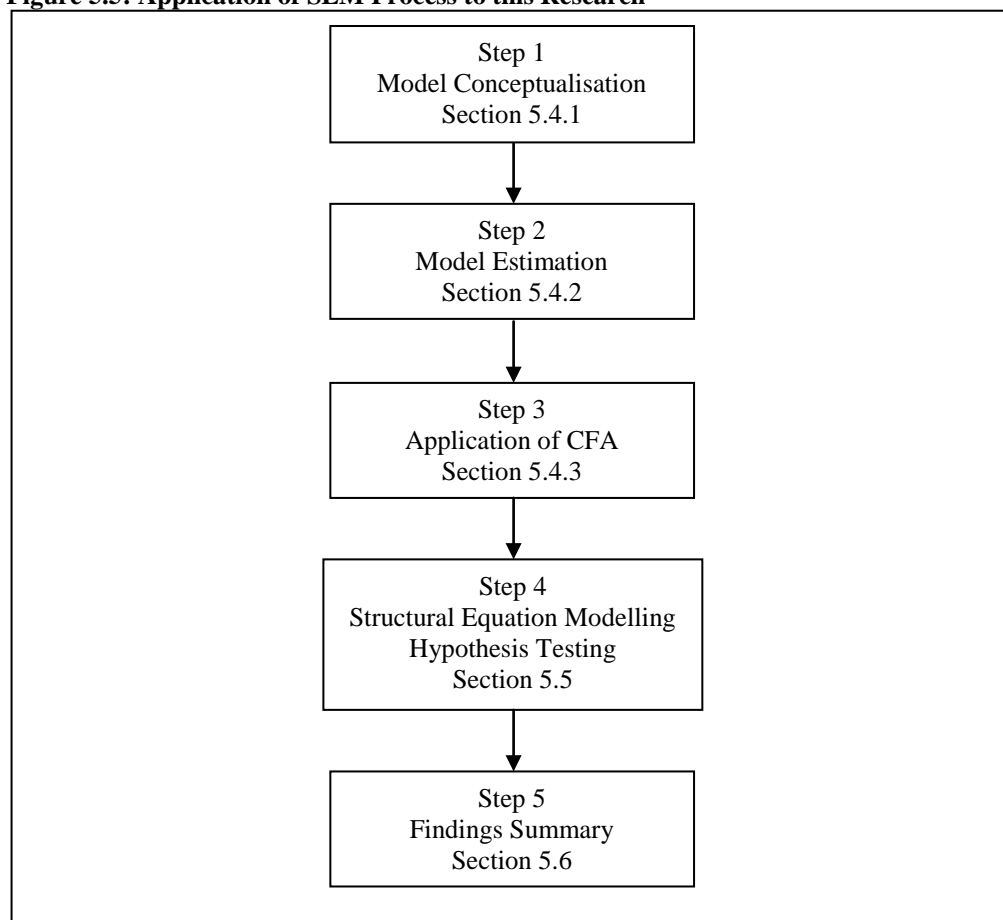 Figure 5.5: Application of SEM Process to this Research
Step 1
Model Conceptualisation
Section 5.4.1
Step 2
Model Estimation
Section 5.4.2
Step 3
Application of CFA
Section 5.4.3
Step 4
Structural Equation Modelling
Hypothesis Testing
Section 5.5
Step 5
Findings Summary
Section 5.6